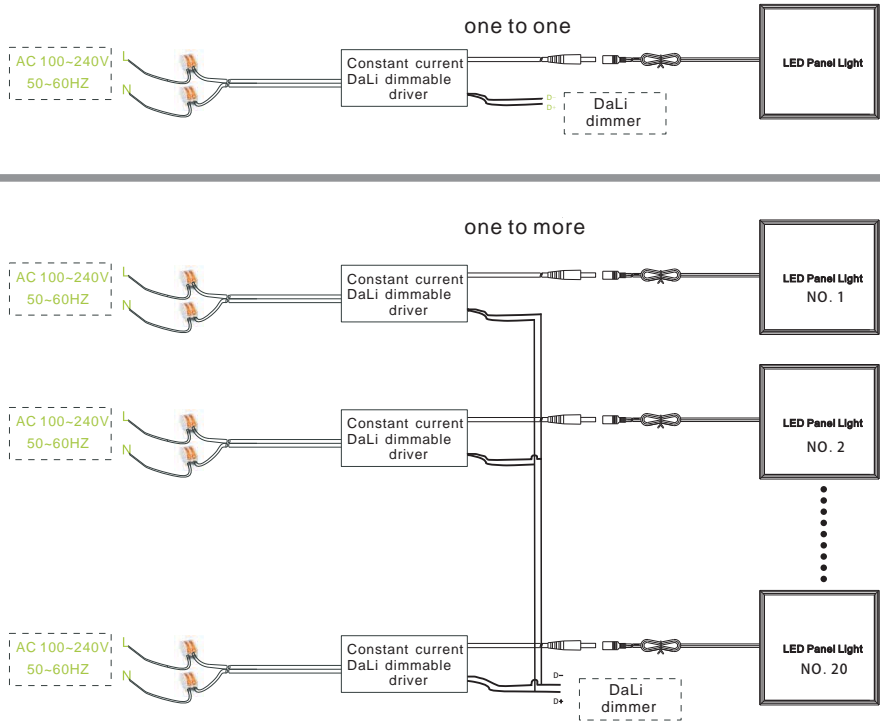 one to one
AC 100~240V
50~60HZ
L
N
Constant current
DaLi dimmable
driver
D-
D-
DaLi
dimmer
LED Panel Light
one to more
AC 100~240V
50~60HZ
L
N
Constant current
DaLi dimmable
driver
LED Panel Light
NO. 1
AC 100~240V
50~60HZ
L
N
Constant current
DaLi dimmable
driver
LED Panel Light
NO. 2
AC 100~240V
50~60HZ
L
N
Constant current
DaLi dimmable
driver
D-
D+
DaLi
dimmer
LED Panel Light
NO. 20